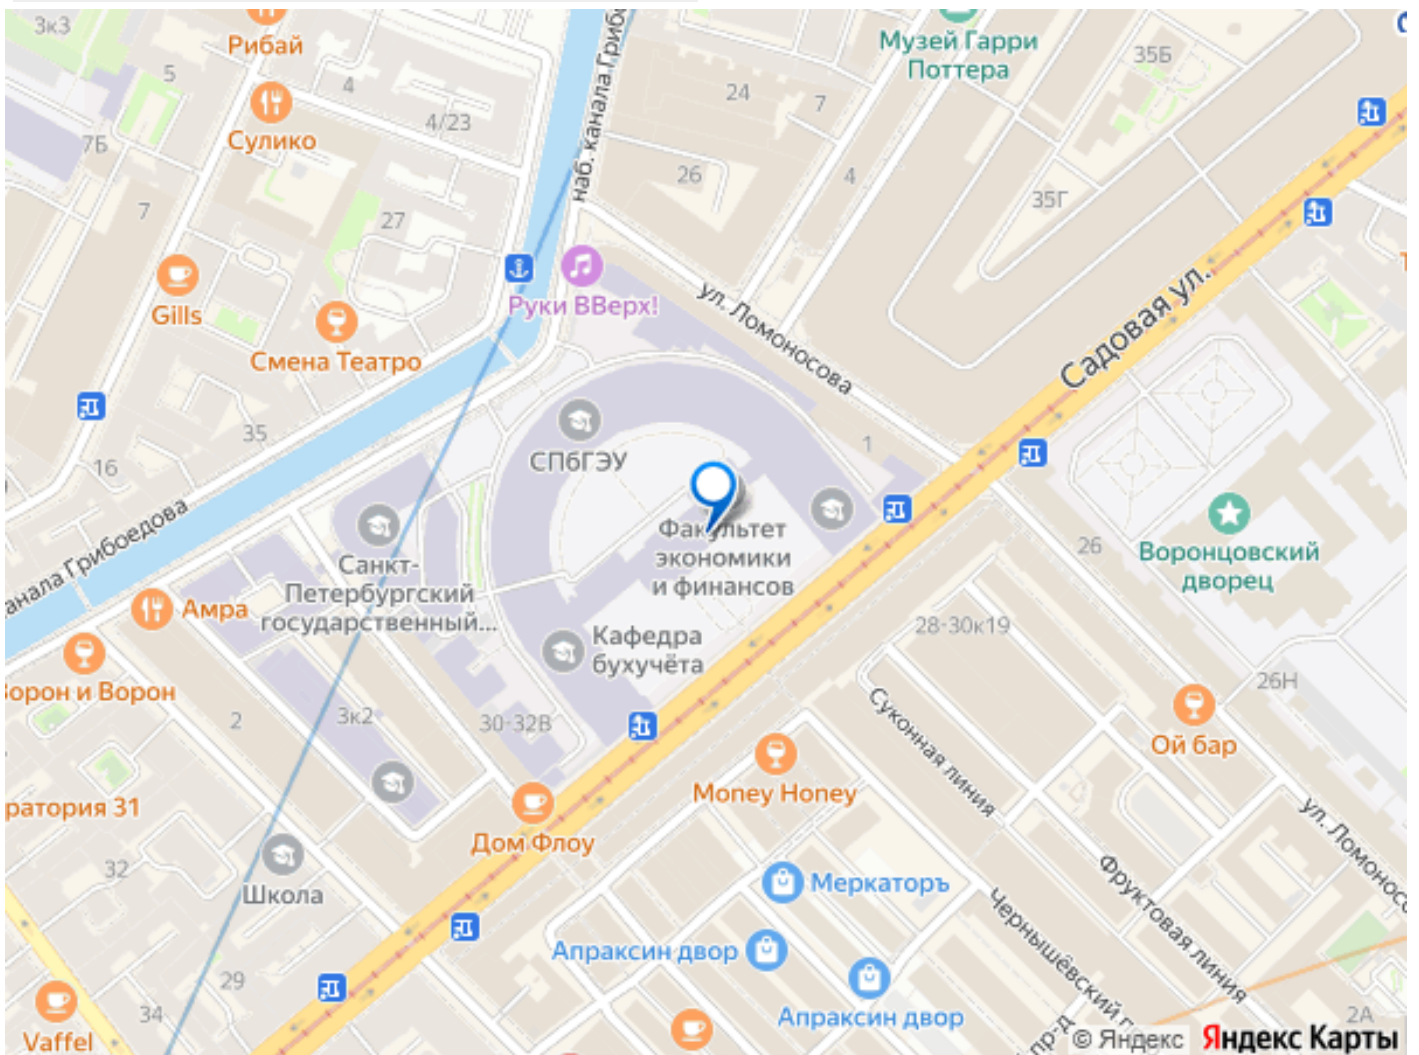 3к3
Рибай
5
4
Сулико
4/23
7Б
7
27
наб. канала Гриб
24
7
26
4
Музей Гарри
Поттера
35Б
35Г
Gills
Смена Театро
Руки ВВерх!
ул. Ломоносова
Садовая ул.
35
16
СПбГЭУ
1
Факультет
экономики
и финансов
Воронцовский
дворец
26
анала Грибоедова
Санкт-
Петербургский
государственный...
Амра
Кафедра
бухучёта
28-30к19
26Н
орон и Ворон
2
3к2
30-32В
Суконная линия
Ой бар
Money Honey
ратория 31
Дом Флоу
ул. Ломоносо
Фруктовая линия
32
Школа
Меркаторъ
Чернышёвский п
Апраксин двор
29
34
Апраксин двор
Vaffel
пр-д
2А
© Яндекс Яндекс Карты